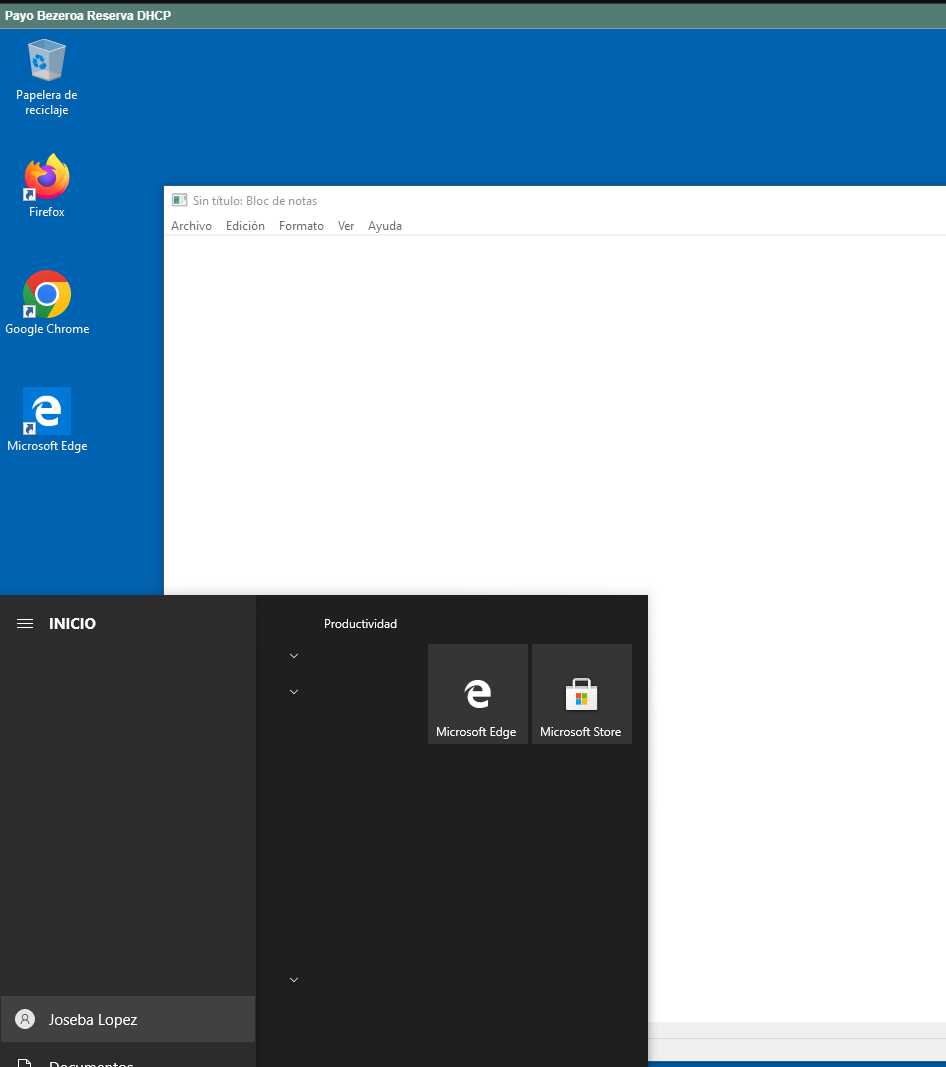 Payo Bezeroa Reserva DHCP
Papelera de
reciclaje
Firefox
Google Chrome
Microsoft Edge
Sin título: Bloc de notas
Archivo Edición Formato Ver Ayuda
INICIO
Productividad
Microsoft Edge Microsoft Store
Joseba Lopez
Documentos